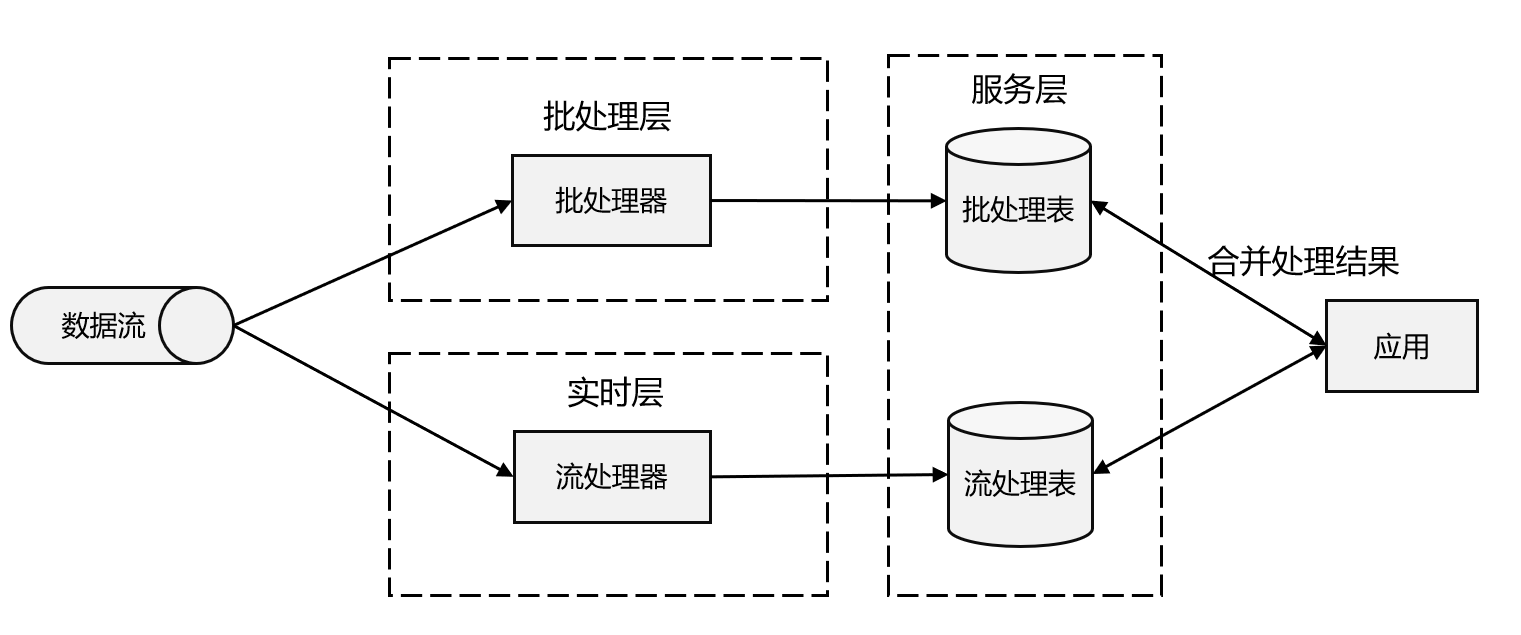 批处理层
批处理器
数据流
实时层
流处理器
服务层
批处理表
流处理表
合并处理结果
应用